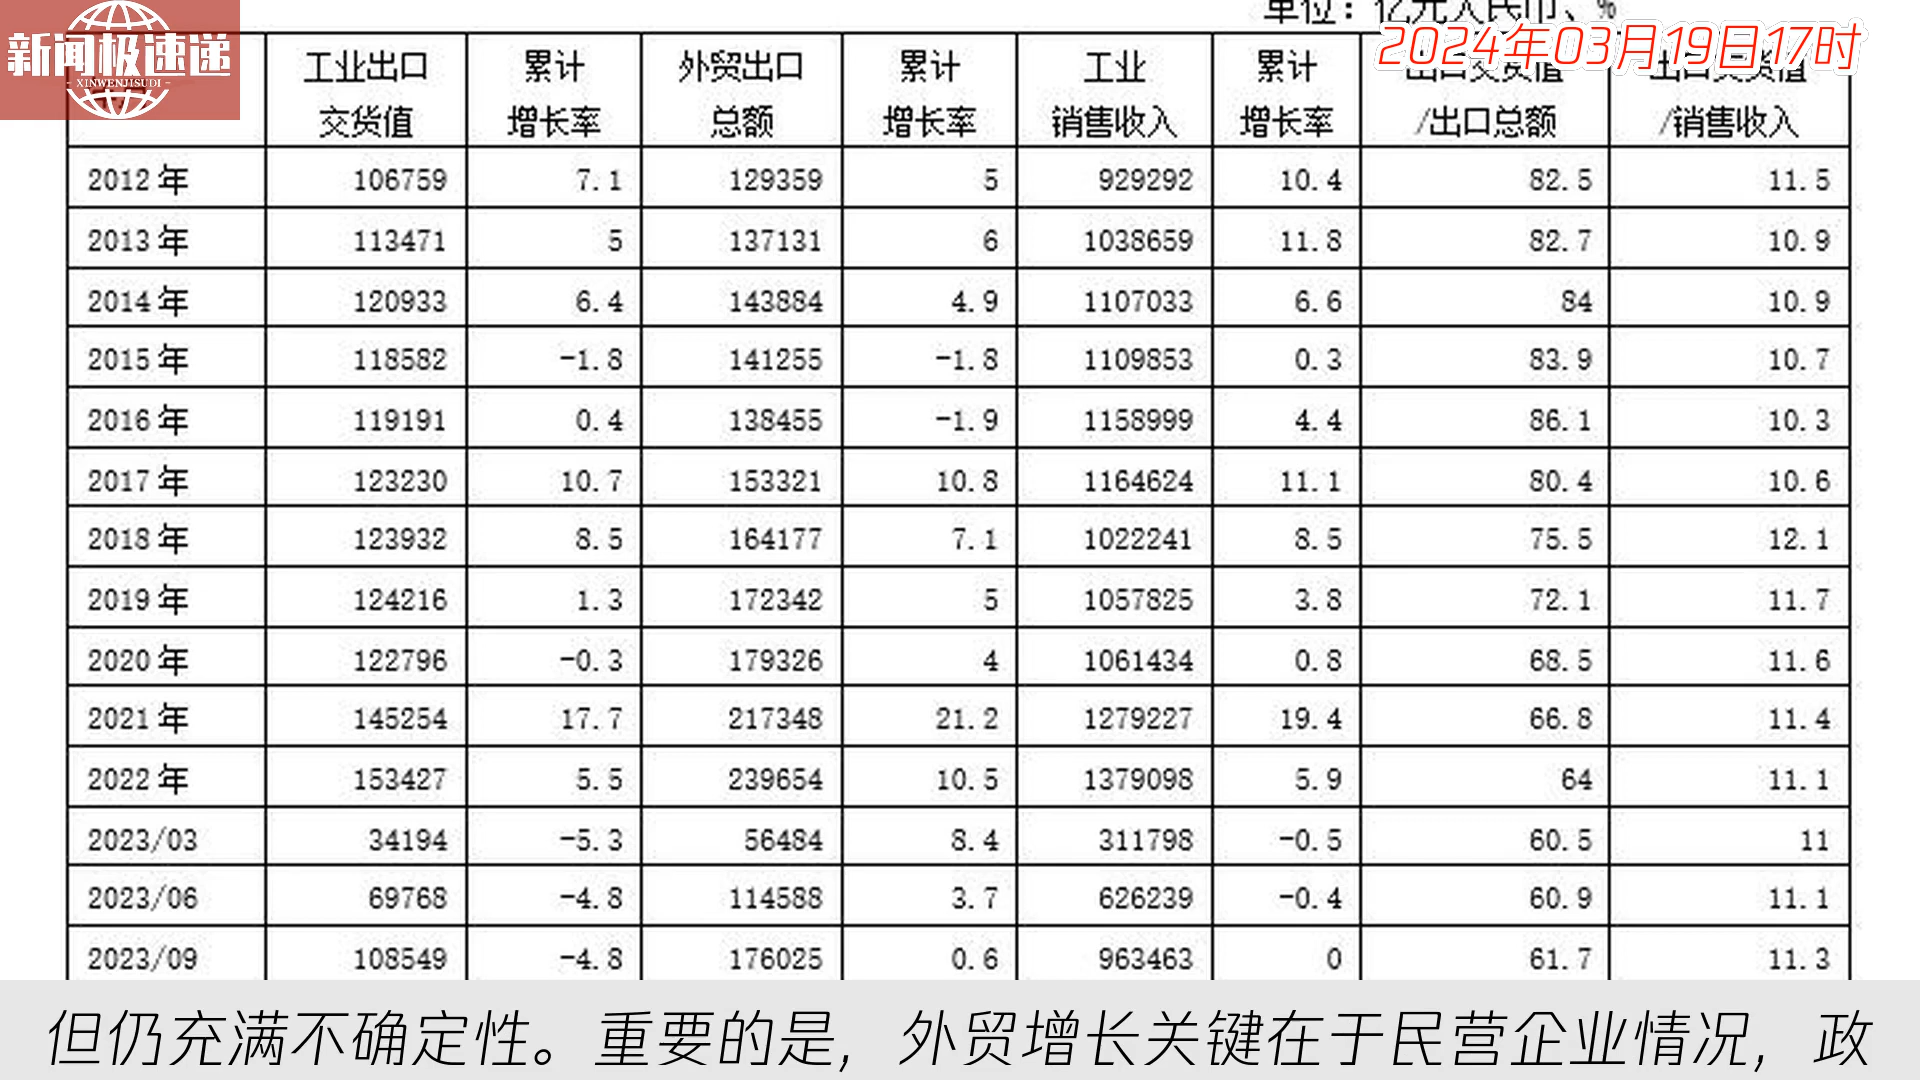 单位：亿元人民币、%
新闻极速递
- XINWENJISUDI -
2024年03月19日17时
工业出口交货值 累计增长率 外贸出口总额 累计增长率 工业销售收入 累计增长率 出口交货值/出口总额 出口交货值/销售收入
2012年 106759 7.1 129359 5 929292 10.4 82.5 11.5
2013年 113471 5 137131 6 1038659 11.8 82.7 10.9
2014年 120933 6.4 143884 4.9 1107033 6.6 84 10.9
2015年 118582 -1.8 141255 -1.8 1109853 0.3 83.9 10.7
2016年 119191 0.4 138455 -1.9 1158999 4.4 86.1 10.3
2017年 123230 10.7 153321 10.8 1164624 11.1 80.4 10.6
2018年 123932 8.5 164177 7.1 1022241 8.5 75.5 12.1
2019年 124216 1.3 172342 5 1057825 3.8 72.1 11.7
2020年 122796 -0.3 179326 4 1061434 0.8 68.5 11.6
2021年 145254 17.7 217348 21.2 1279227 19.4 66.8 11.4
2022年 153427 5.5 239654 10.5 1379098 5.9 64 11.1
2023/03 34194 -5.3 56484 8.4 311798 -0.5 60.5 11
2023/06 69768 -4.8 114588 3.7 626239 -0.4 60.9 11.1
2023/09 108549 -4.8 176025 0.6 963463 0 61.7 11.3
但仍充满不确定性。重要的是，外贸增长关键在于民营企业情况，政